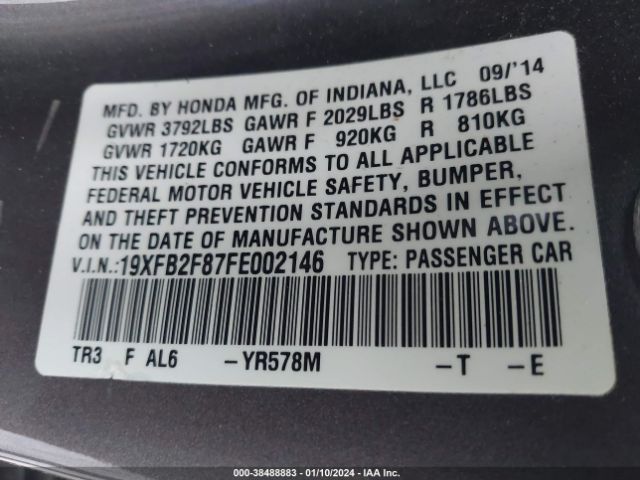 MFD. BY HONDA MFG. OF INDIANA, LLC 09/'14
GVWR 3792LBS GAWR F 2029LBS R 1786LBS
GVWR 1720KG GAWR F 920KG R 810KG
THIS VEHICLE CONFORMS TO ALL APPLICABLE
FEDERAL MOTOR VEHICLE SAFETY, BUMPER,
AND THEFT PREVENTION STANDARDS IN EFFECT
ON THE DATE OF MANUFACTURE SHOWN ABOVE.
V.I.N.:19XFB2F87FE002146 TYPE: PASSENGER CAR
TR3 F AL6 -YR578M -T -E
000-38488883 - 01/10/2024 - IAAI.COM